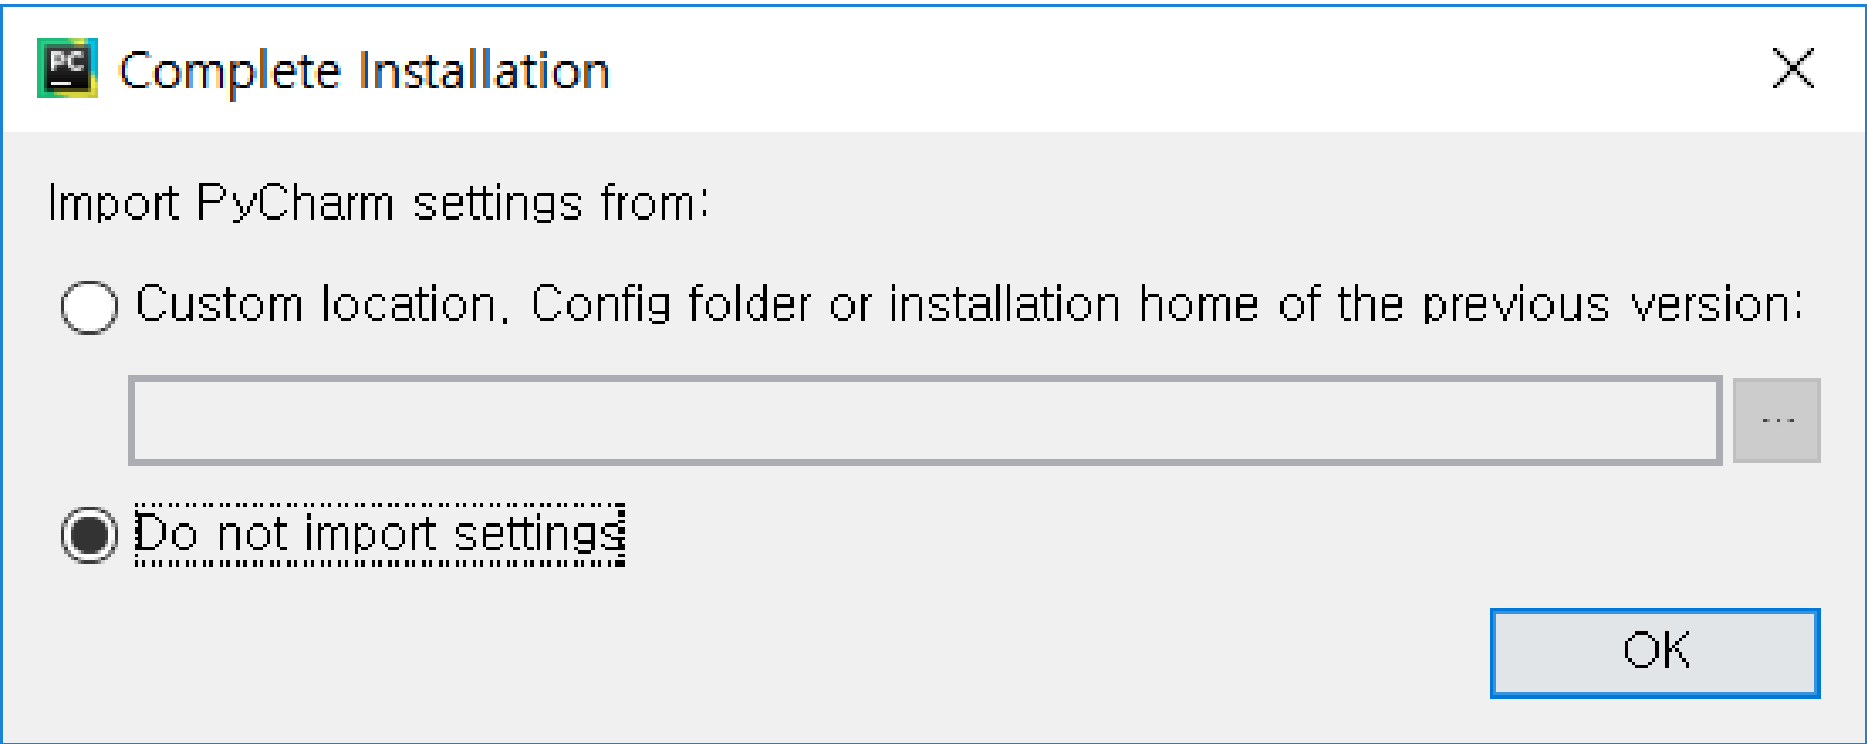 PC
Complete Installation
Import PyCharm settings from:
Custom location. Config folder or installation home of the previous version:
...
Do not import settings
OK